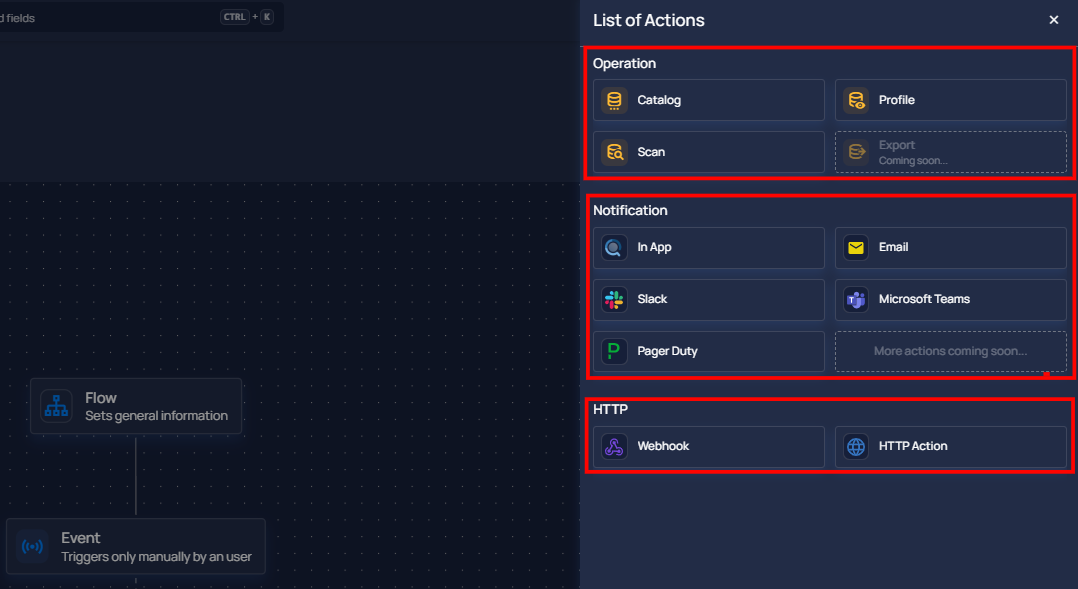 d fields
CTRL + K
List of Actions
Operation
Catalog
Profile
Scan
Export
Coming soon...
Notification
In App
Email
Slack
Microsoft Teams
Pager Duty
More actions coming soon...
HTTP
Webhook
HTTP Action
Flow
Sets general information
Event
Triggers only manually by an user